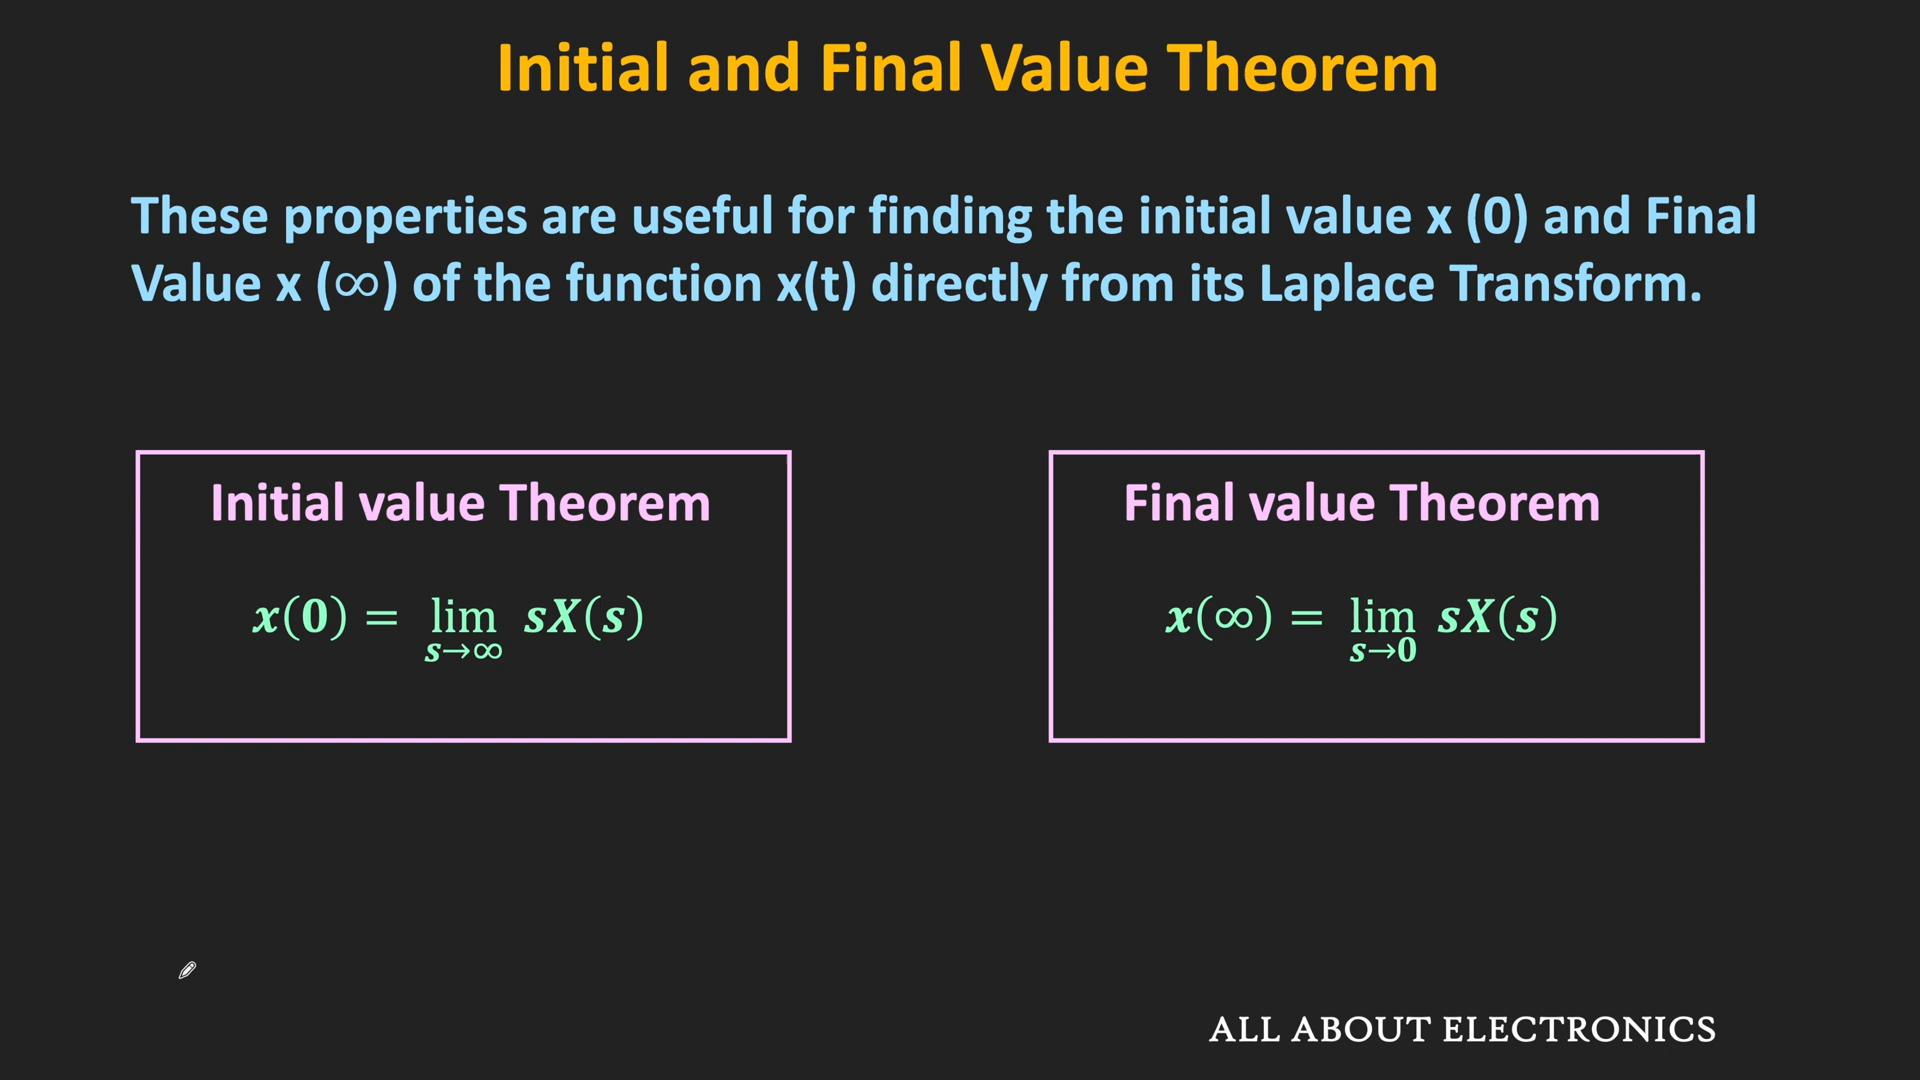 Initial and Final Value Theorem
These properties are useful for finding the initial value x (0) and Final
Value x (∞) of the function x(t) directly from its Laplace Transform.
Initial value Theorem
x(0) = lim sX(s)
s→∞
Final value Theorem
x(∞) = lim sX(s)
s→0
ALL ABOUT ELECTRONICS